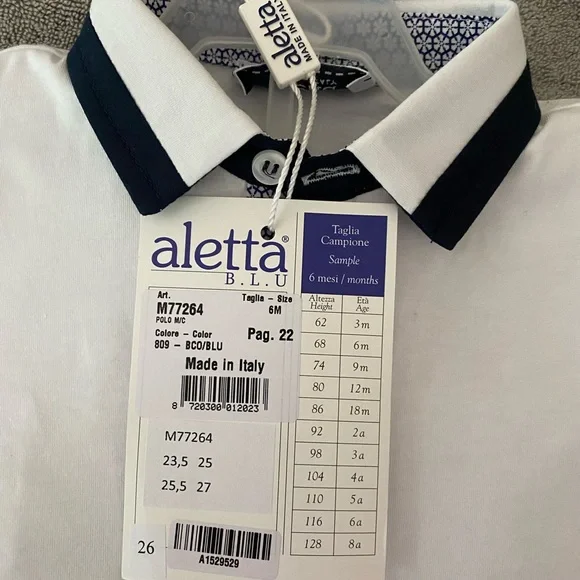 aletta
MADE IN ITALY
aletta®
B.L.U
Art.
Taglia - Size
M77264
6M
POLO M/C
Colore - Color
Pag. 22
809 - BCO/BLU
Made in Italy
8 720300 012023
M77264
23,5 25
25,5 27
26
A1529529
Taglia
Campione
Sample
6 mesi / months
Altezza Età
Height Age
62 3m
68 6m
74 9m
80 12m
86 18m
92 2a
98 3a
104 4a
110 5a
116 6a
128 8a